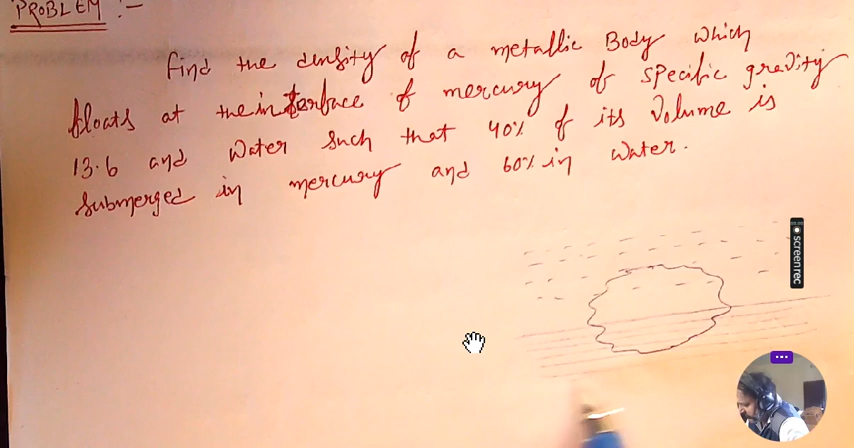 PROBLEM :-
Find the density of a metallic Body which
floats at the interface of mercury of specific gravity
13.6 and Water such that 40% of its Volume is
submerged in mercury and 60% in Water.
screenrec